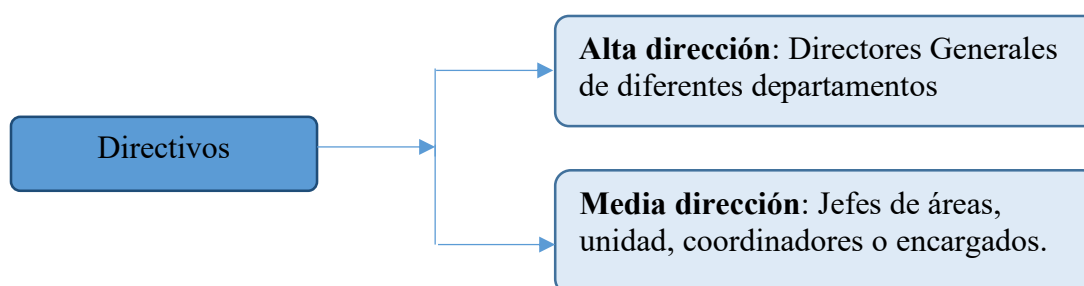 Directivos
Alta dirección: Directores Generales
de diferentes departamentos
Media dirección: Jefes de áreas,
unidad, coordinadores o encargados.